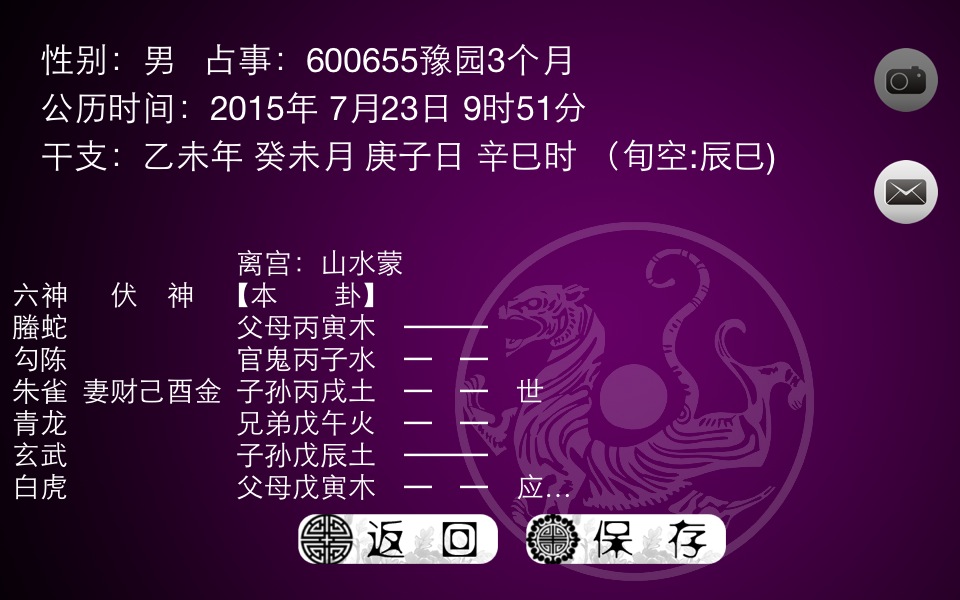 性别：男 占事：600655豫园3个月
公历时间：2015年 7月23日 9时51分
干支：乙未年 癸未月 庚子日 辛巳时 （旬空:辰巳)
离宫：山水蒙
六神 伏 神 【本 卦】
螣蛇 父母丙寅木
勾陈 官鬼丙子水
朱雀 妻财己酉金 子孙丙戌土 世
青龙 兄弟戊午火
玄武 子孙戊辰土
白虎 父母戊寅木 应...
返 回 保 存